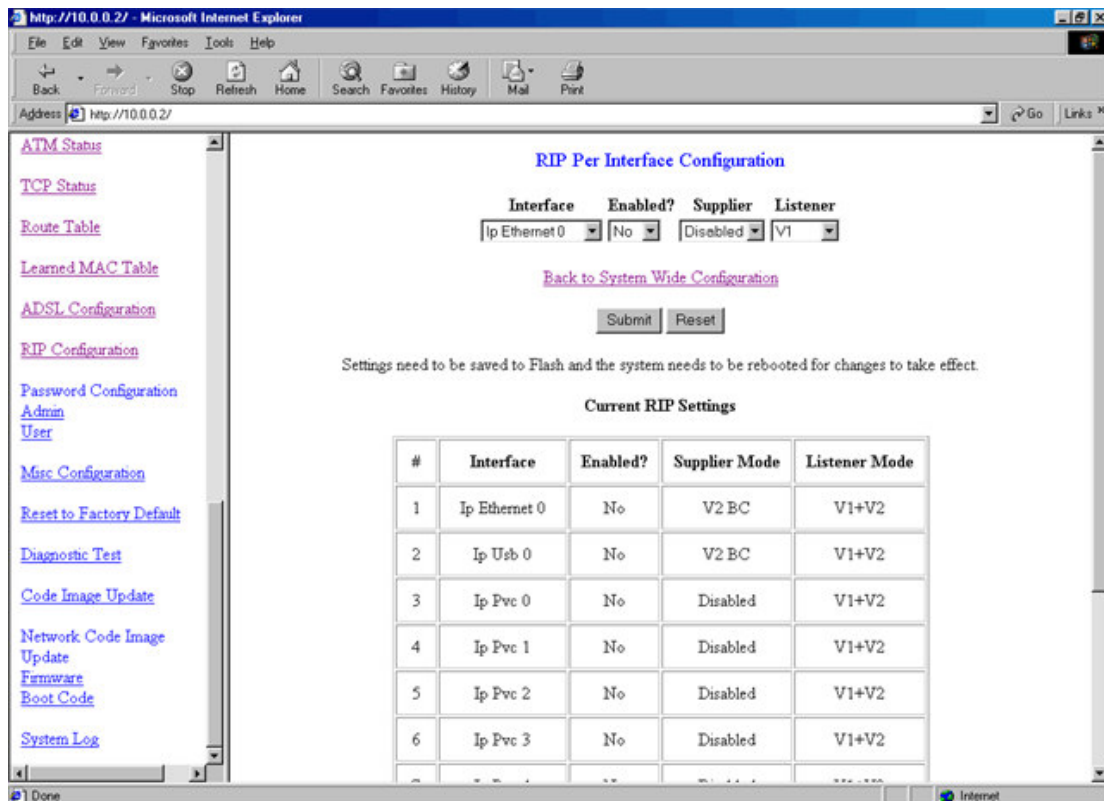 http://10.0.0.2/ - Microsoft Internet Explorer
File Edit View Favorites Tools Help
Back Forward Stop Refresh Home Search Favorites History Mail Print
Address http://10.0.0.2/ Go Links »
ATM Status
TCP Status
Route Table
Learned MAC Table
ADSL Configuration
RIP Configuration
Password Configuration
Admin
User
Misc Configuration
Reset to Factory Default
Diagnostic Test
Code Image Update
Network Code Image
Update
Firmware
Boot Code
System Log
RIP Per Interface Configuration
Interface Enabled? Supplier Listener
Ip Ethernet 0 No Disabled V1
Back to System Wide Configuration
Submit Reset
Settings need to be saved to Flash and the system needs to be rebooted for changes to take effect.
Current RIP Settings
# Interface Enabled? Supplier Mode Listener Mode
1 Ip Ethernet 0 No V2 BC V1+V2
2 Ip Usb 0 No V2 BC V1+V2
3 Ip Pvc 0 No Disabled V1+V2
4 Ip Pvc 1 No Disabled V1+V2
5 Ip Pvc 2 No Disabled V1+V2
6 Ip Pvc 3 No Disabled V1+V2
Done Internet